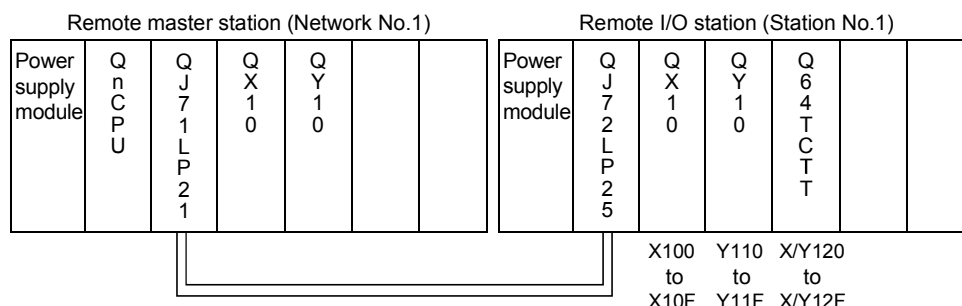 Remote master station (Network No.1)
Remote I/O station (Station No.1)
Power supply module
QnCPU
QJ71LP21
QX10
QY10
Power supply module
QJ72LP25
QX10
QY10
Q64TCTT
X100 to X10F
Y110 to Y11F
X/Y120 to X/Y12F